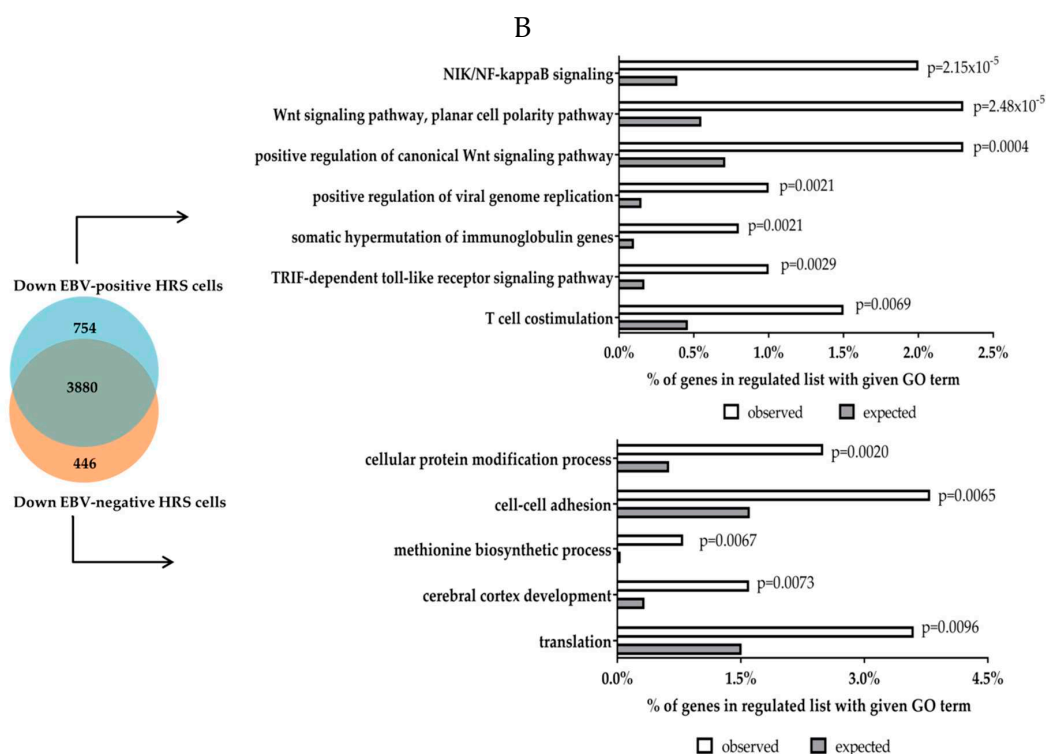 B
NIK/NF-kappaB signaling
p=2.15x10⁻⁵
Wnt signaling pathway, planar cell polarity pathway
p=2.48x10⁻⁵
positive regulation of canonical Wnt signaling pathway
p=0.0004
positive regulation of viral genome replication
p=0.0021
somatic hypermutation of immunoglobulin genes
p=0.0021
TRIF-dependent toll-like receptor signaling pathway
p=0.0029
T cell costimulation
p=0.0069
0.0% 0.5% 1.0% 1.5% 2.0% 2.5%
% of genes in regulated list with given GO term
observed expected
Down EBV-positive HRS cells
754
3880
446
Down EBV-negative HRS cells
cellular protein modification process
p=0.0020
cell-cell adhesion
p=0.0065
methionine biosynthetic process
p=0.0067
cerebral cortex development
p=0.0073
translation
p=0.0096
0.0% 1.5% 3.0% 4.5%
% of genes in regulated list with given GO term
observed expected